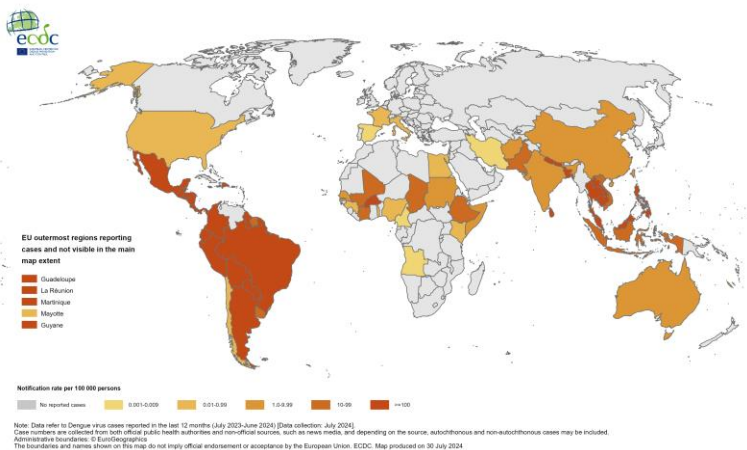 ecdc
EU outermost regions reporting
cases and not visible in the main
map extent
Guadeloupe
La Réunion
Martinique
Mayotte
Guyane
Notification rate per 100 000 persons
No reported cases
0.001-0.009
0.01-0.99
1.0-9.99
10-99
>=100
Note: Data refer to Dengue virus cases reported in the last 12 months (July 2023-June 2024) [Data collection: July 2024]
Case numbers are collected from both official public health authorities and non-official sources, such as news media, and depending on the source, autochthonous and non-autochthonous cases may be included.
Administrative boundaries: © EuroGeographics
The boundaries and names shown on this map do not imply official endorsement or acceptance by the European Union. ECDC. Map produced on 30 July 2024